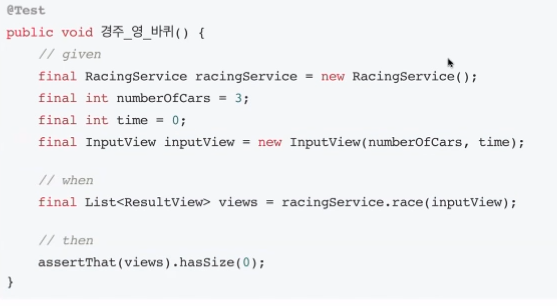 @Test
public void 경주_영_바퀴() {
    // given
    final RacingService racingService = new RacingService();
    final int numberOfCars = 3;
    final int time = 0;
    final InputView inputView = new InputView(numberOfCars, time);

    // when
    final List<ResultView> views = racingService.race(inputView);

    // then
    assertThat(views).hasSize(0);
}